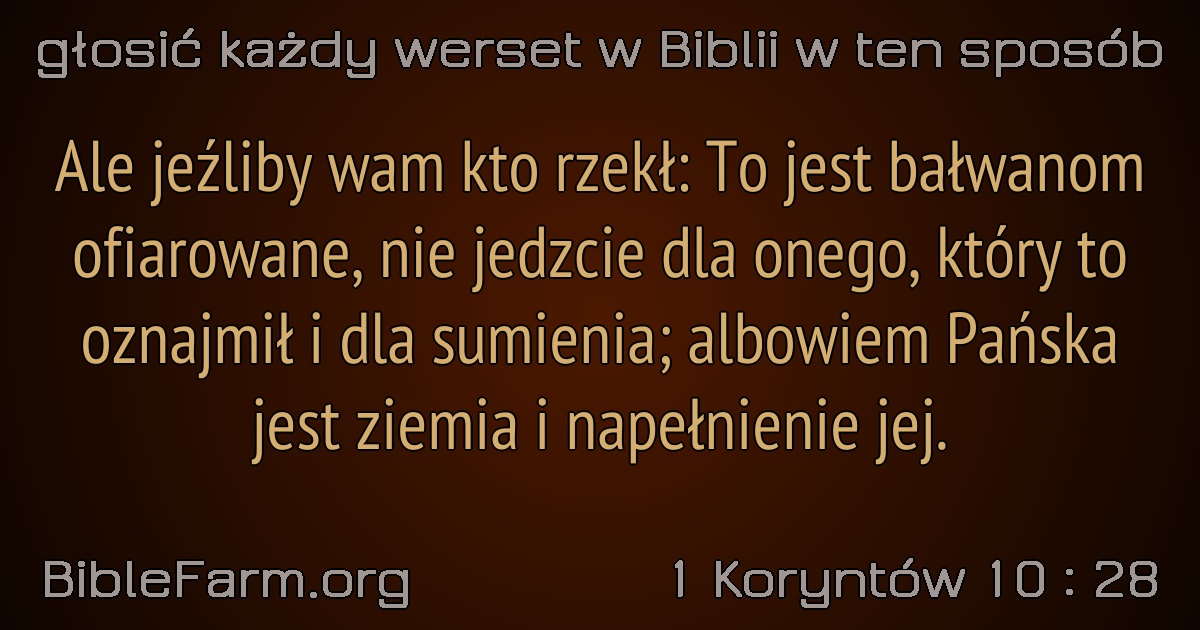 głosić każdy werset w Biblii w ten sposób
Ale jeźliby wam kto rzekł: To jest bałwanom
ofiarowane, nie jedzcie dla onego, który to
oznajmił i dla sumienia; albowiem Pańska
jest ziemia i napełnienie jej.
BibleFarm.org
1 Koryntów 10 : 28